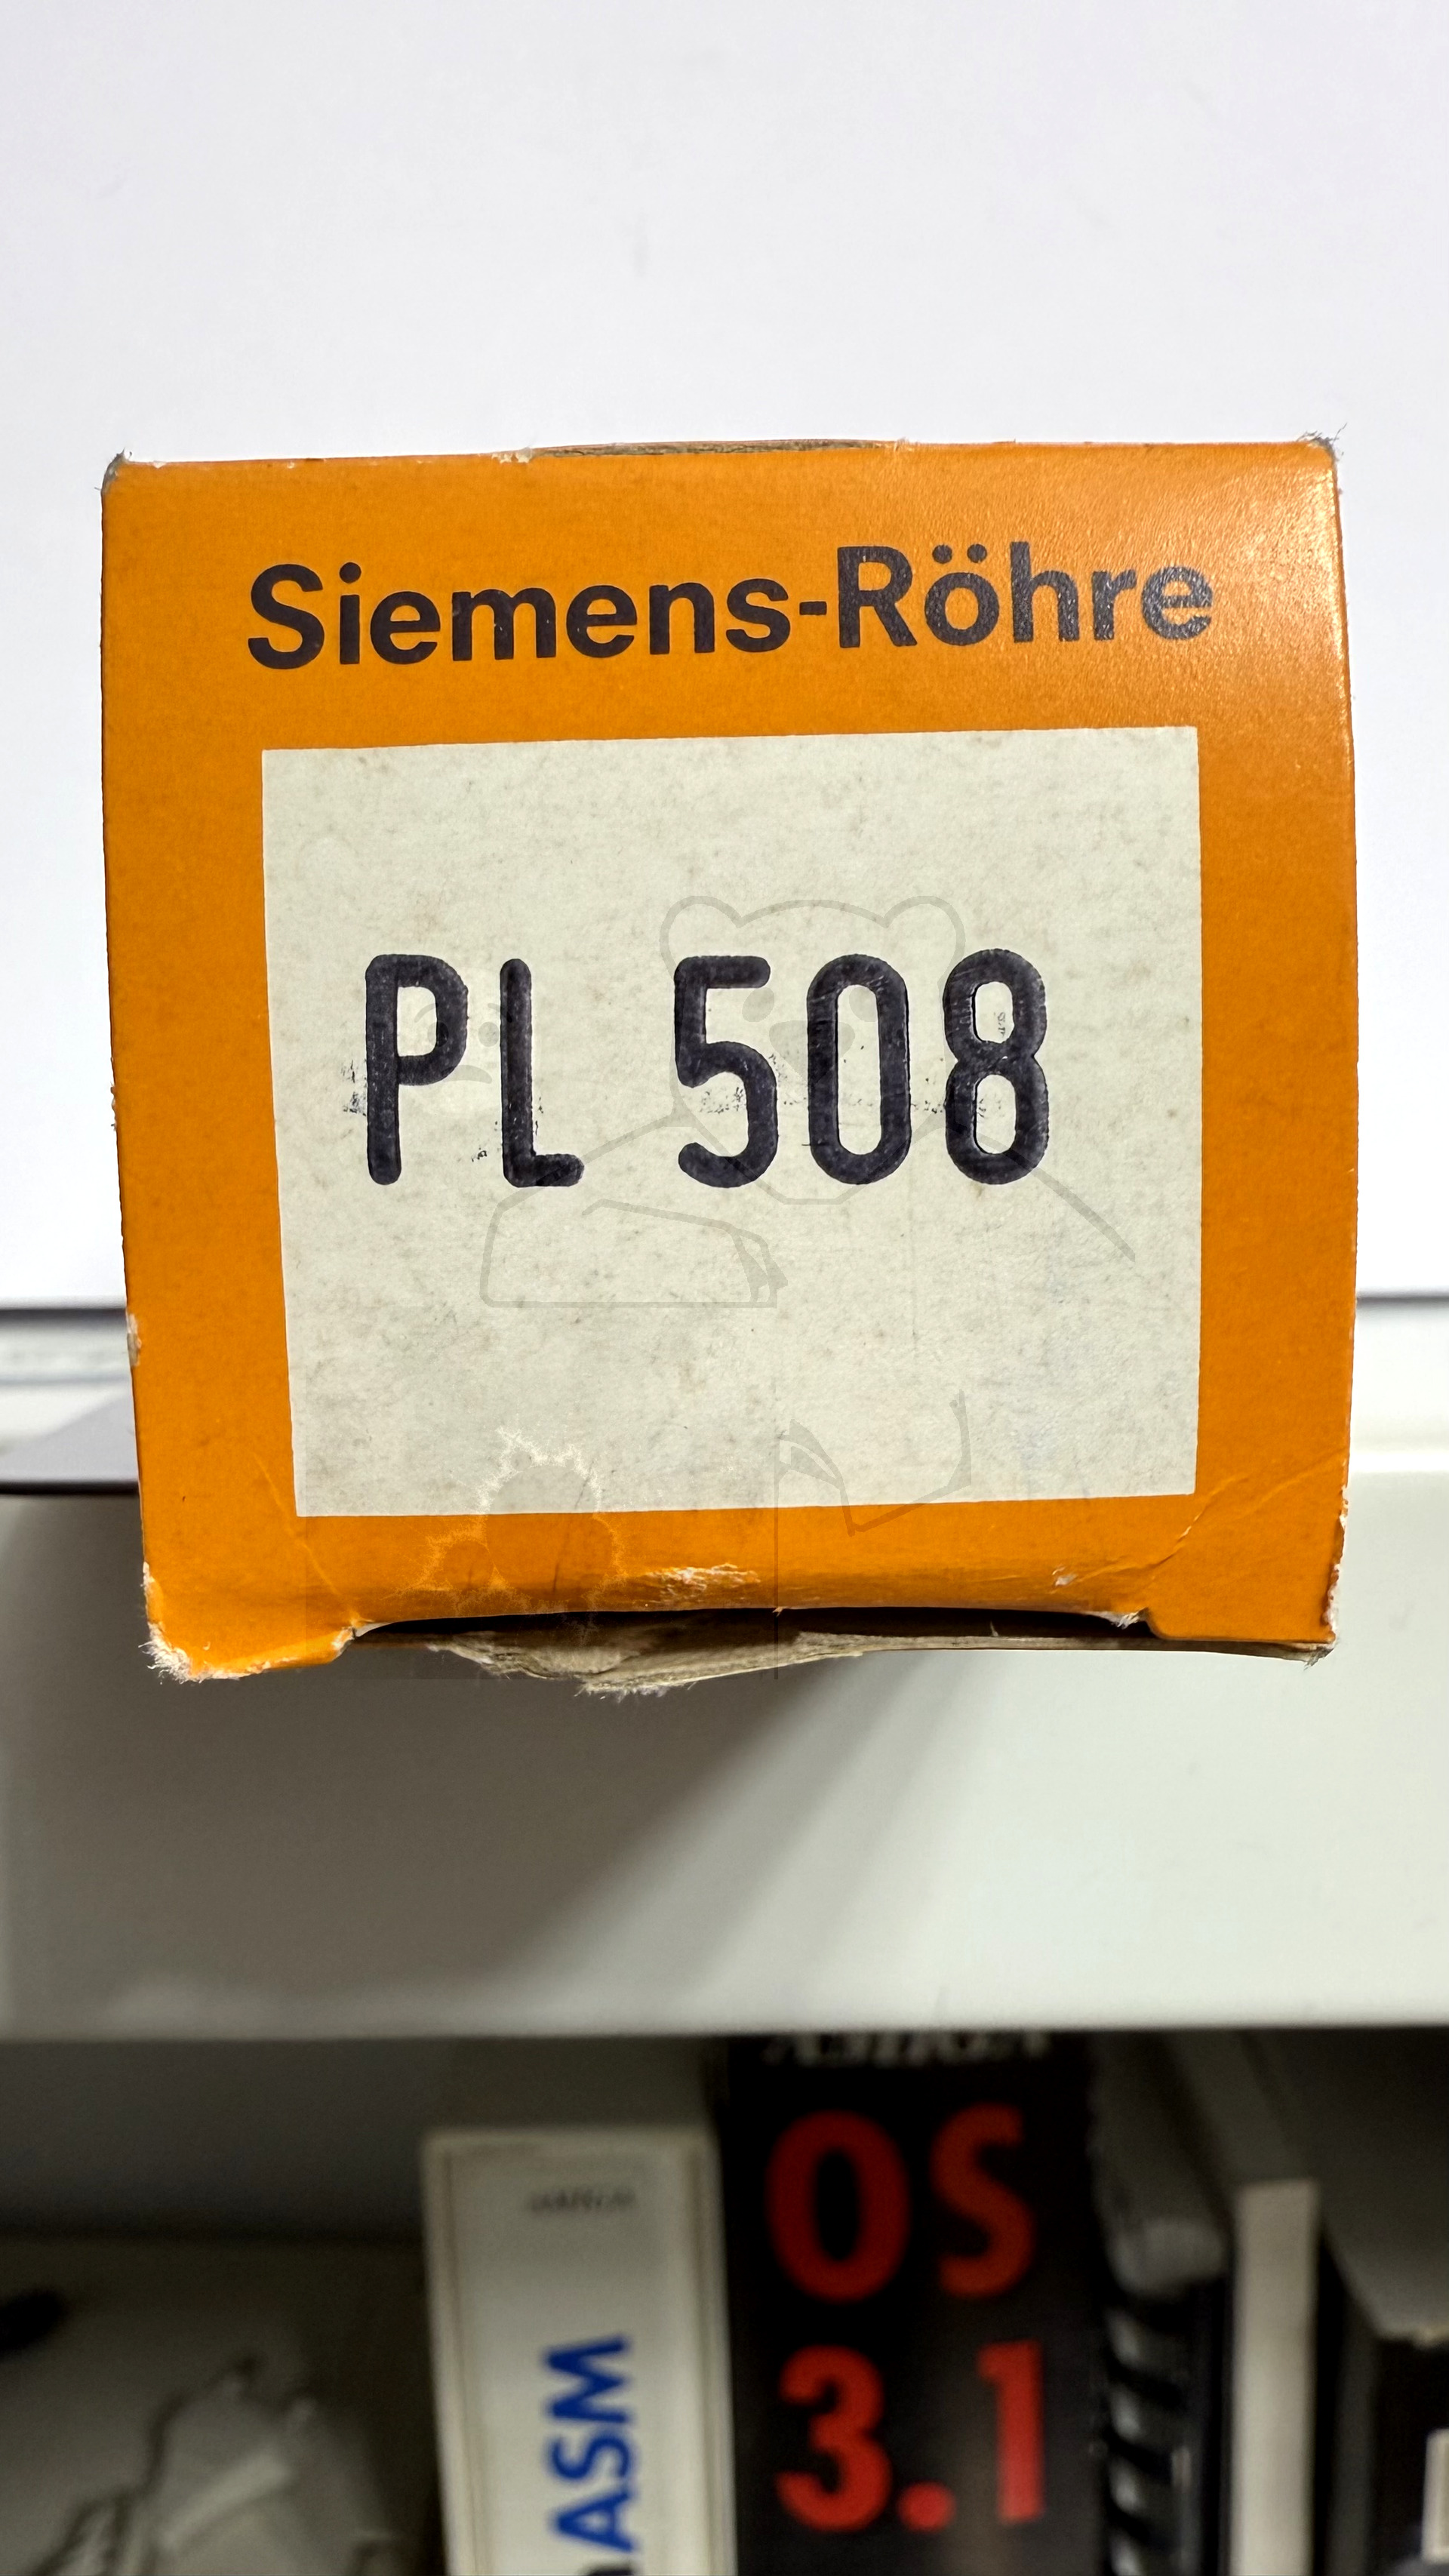 Siemens-Röhre
PL 508
OS
3.1
ASM